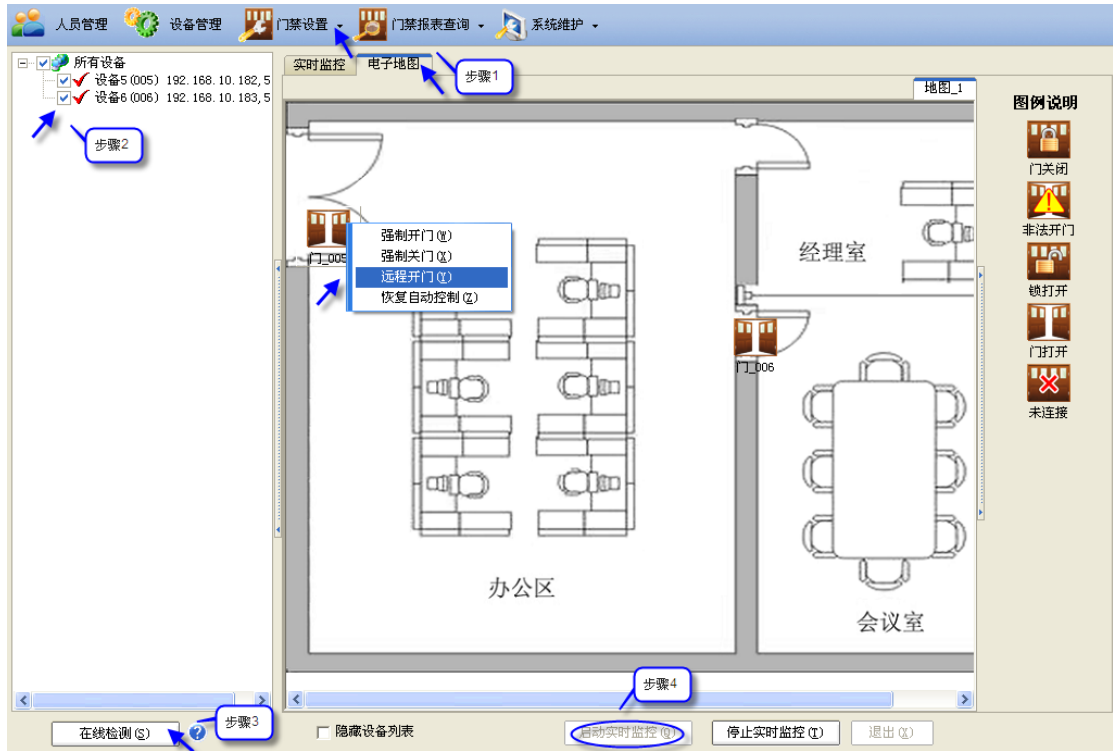 人员管理 设备管理 门禁设置 门禁报表查询 系统维护
所有设备
设备5(005) 192.168.10.182,5
设备6(006) 192.168.10.183,5
步骤2
实时监控 电子地图
步骤1
地图_1
强制开门(W)
强制关门(X)
远程开门(Y)
恢复自动控制(Z)
门_005
门_006
经理室
办公区
会议室
图例说明
门关闭
非法开门
锁打开
门打开
未连接
步骤4
在线检测(S) 步骤3 隐藏设备列表 启动实时监控(Q) 停止实时监控(T) 退出(X)